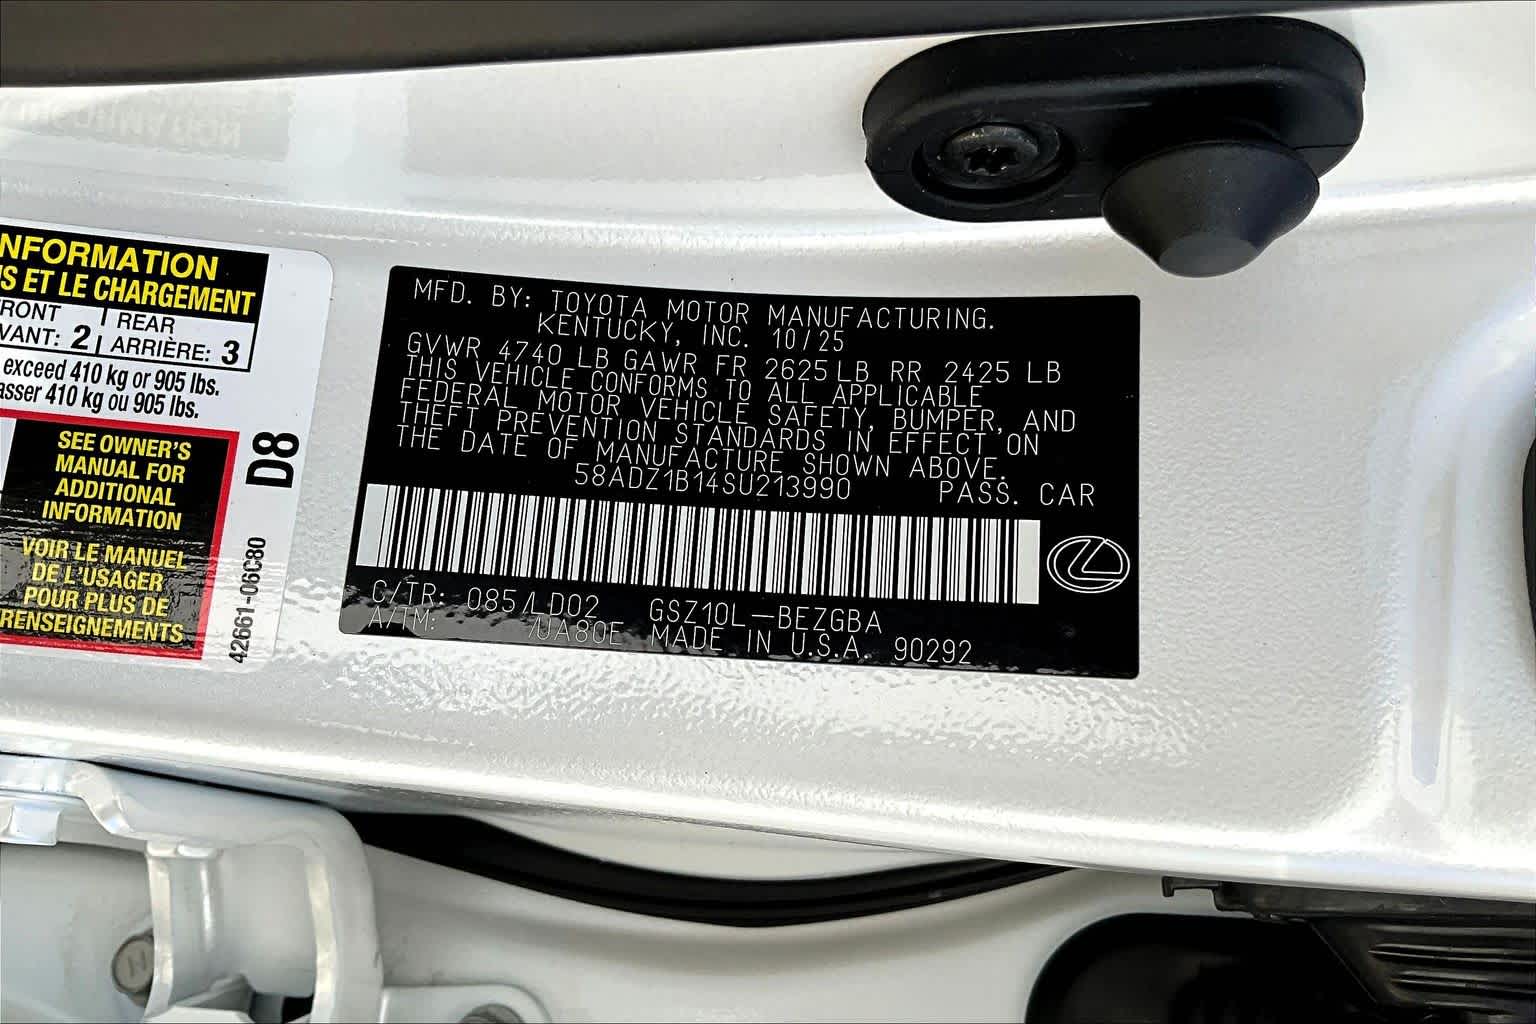 NFORMATION
S ET LE CHARGEMENT
RONT
VANT: 2
REAR
ARRIÈRE: 3
exceed 410 kg or 905 lbs.
asser 410 kg ou 905 lbs.
SEE OWNER'S
MANUAL FOR
ADDITIONAL
INFORMATION
VOIR LE MANUEL
DE L'USAGER
POUR PLUS DE
RENSEIGNEMENTS
D8
42661-06C80
MFD. BY: TOYOTA MOTOR MANUFACTURING.
KENTUCKY, INC. 10/25
GVWR 4740 LB GAWR FR 2625 LB RR 2425 LB
THIS VEHICLE CONFORMS TO ALL APPLICABLE
FEDERAL MOTOR VEHICLE SAFETY, BUMPER, AND
THEFT PREVENTION STANDARDS IN EFFECT ON
THE DATE OF MANUFACTURE SHOWN ABOVE.
58ADZ1B14SU213990 PASS. CAR
C/TR: 085/LD02 GSZ10L-BEZGBA
A/TM: /UA80E MADE IN U.S.A. 90292